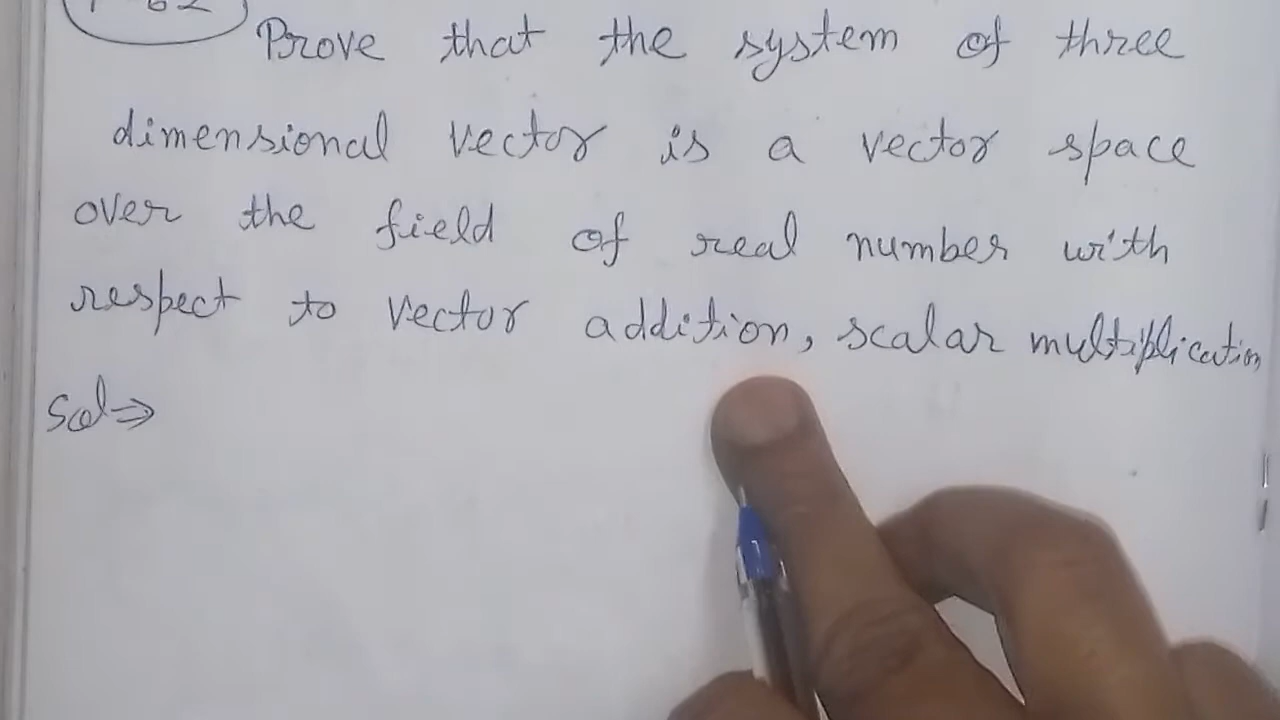 Prove that the system of three
dimensional vector is a vector space
over the field of real number with
respect to vector addition, scalar multiplication
Sol ⇒